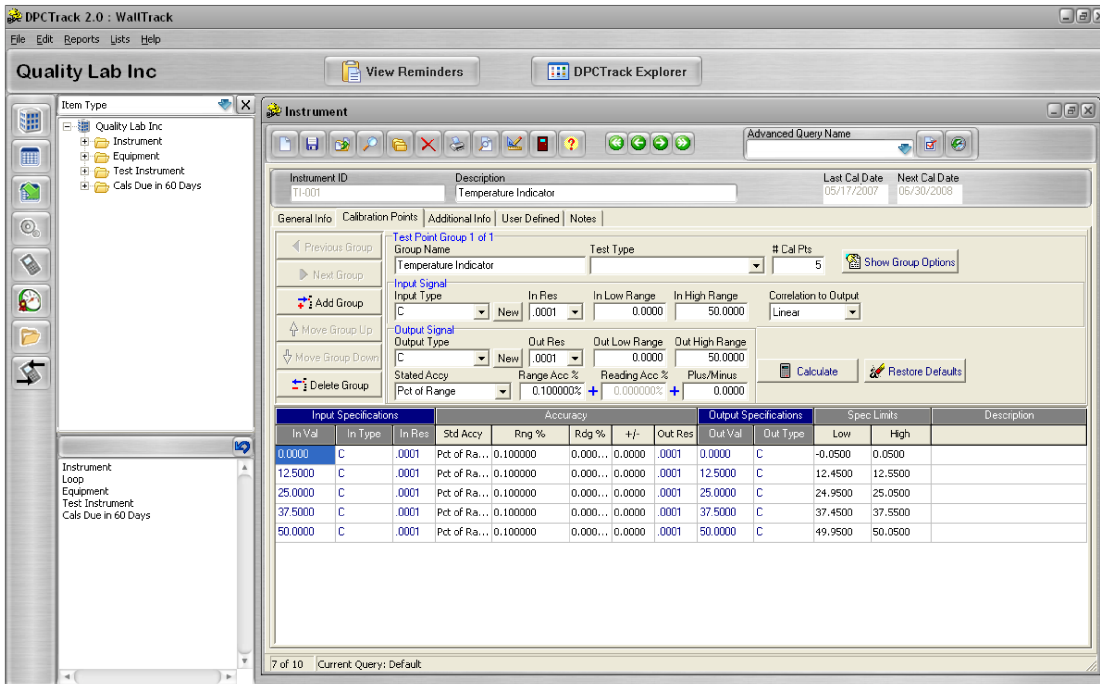 DPCTrack 2.0 : WallTrack
File Edit Reports Lists Help
Quality Lab Inc
View Reminders
DPCTrack Explorer
Item Type
Quality Lab Inc
Instrument
Equipment
Test Instrument
Cals Due in 60 Days
Instrument
Loop
Equipment
Test Instrument
Cals Due in 60 Days
Instrument
Advanced Query Name
Instrument ID Description Last Cal Date Next Cal Date
TI-001 Temperature Indicator 05/17/2007 06/30/2008
General Info Calibration Points Additional Info User Defined Notes
Previous Group
Next Group
Add Group
Move Group Up
Move Group Down
Delete Group
Test Point Group 1 of 1
Group Name Test Type # Cal Pts
Temperature Indicator 5 Show Group Options
Input Signal
Input Type In Res In Low Range In High Range Correlation to Output
C New .0001 0.0000 50.0000 Linear
Output Signal
Output Type Out Res Out Low Range Out High Range
C New .0001 0.0000 50.0000
Calculate Restore Defaults
Stated Accy Range Acc % Reading Acc % Plus/Minus
Pct of Range 0.100000% + 0.000000% + 0.0000
Input Specifications Accuracy Output Specifications Spec Limits Description
In Val In Type In Res Std Accy Rng % Rdg % +/- Out Res Out Val Out Type Low High
0.0000 C .0001 Pct of Ra... 0.100000 0.000... 0.0000 .0001 0.0000 C -0.0500 0.0500
12.5000 C .0001 Pct of Ra... 0.100000 0.000... 0.0000 .0001 12.5000 C 12.4500 12.5500
25.0000 C .0001 Pct of Ra... 0.100000 0.000... 0.0000 .0001 25.0000 C 24.9500 25.0500
37.5000 C .0001 Pct of Ra... 0.100000 0.000... 0.0000 .0001 37.5000 C 37.4500 37.5500
50.0000 C .0001 Pct of Ra... 0.100000 0.000... 0.0000 .0001 50.0000 C 49.9500 50.0500
7 of 10 Current Query: Default